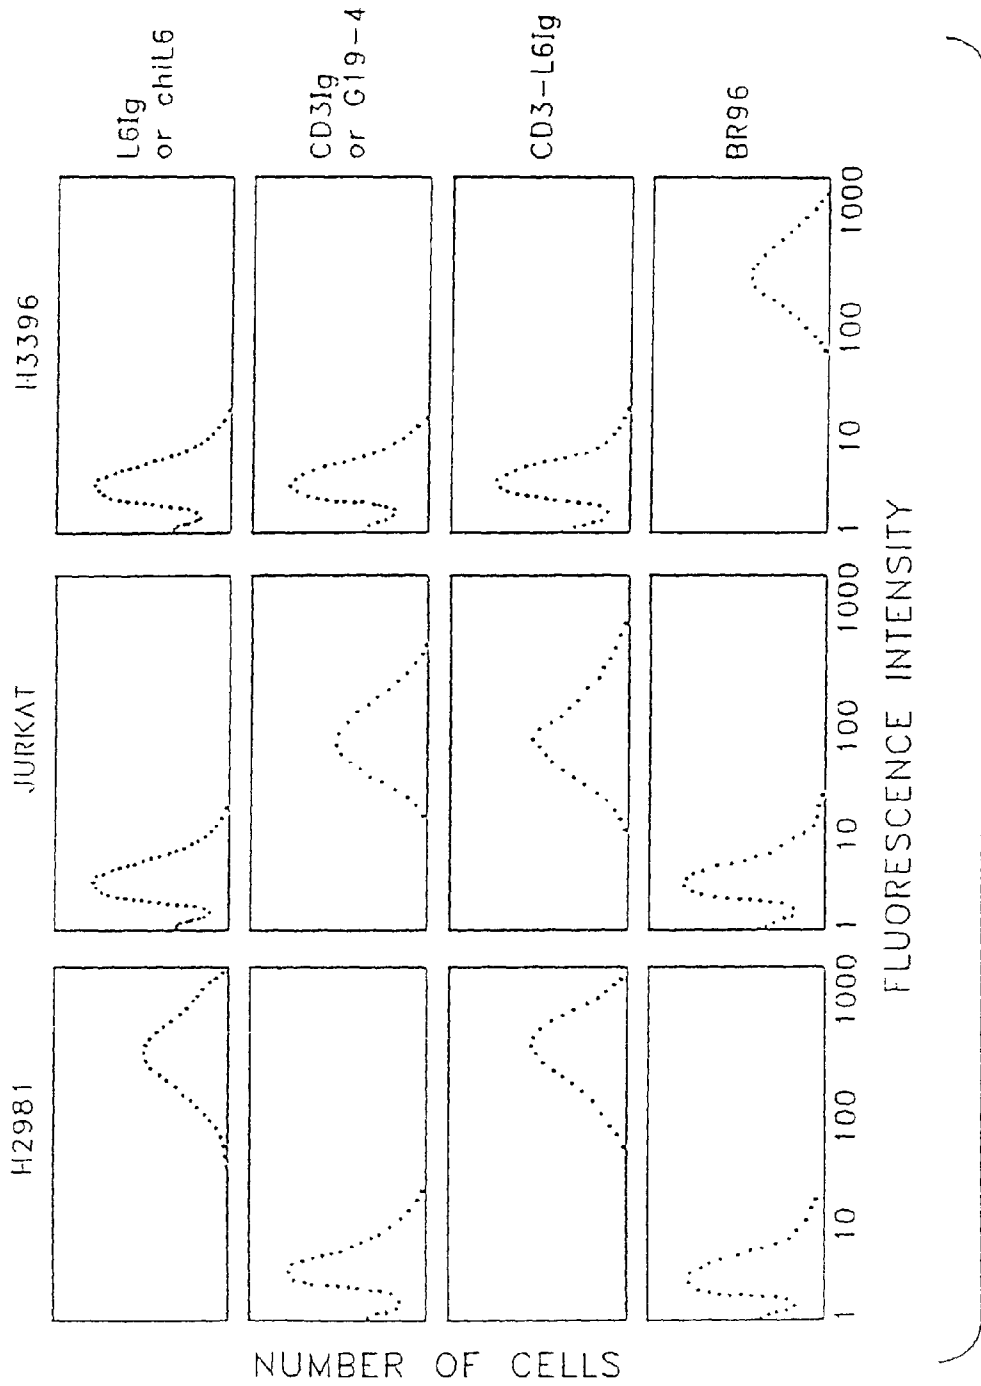 H2981
JURKAT
H3396
L6Ig
or chiL6
CD3Ig
or G19-4
CD3-L6Ig
BR96
1 10 100 1000
1 10 100 1000
1 10 100 1000
FLUORESCENCE INTENSITY
NUMBER OF CELLS